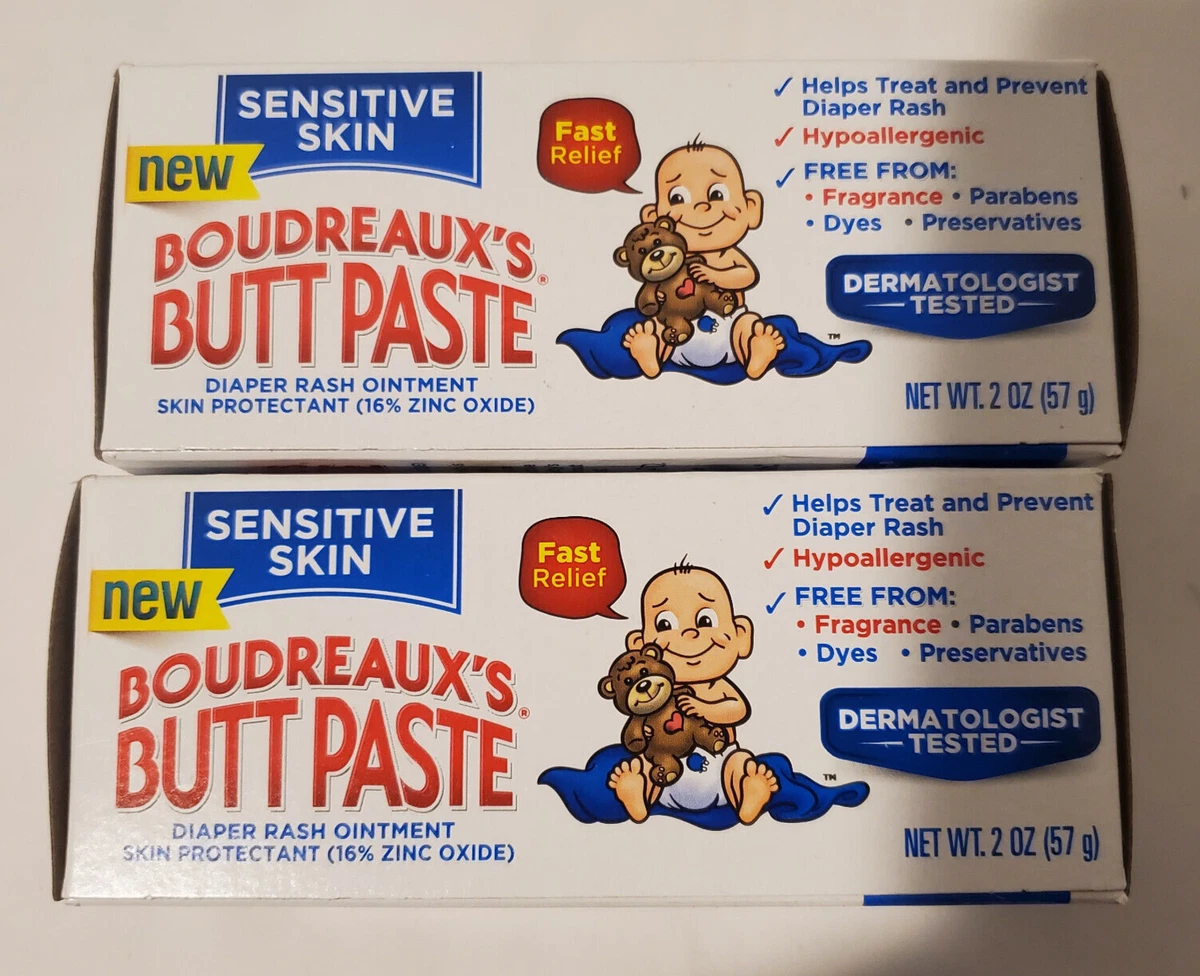 SENSITIVE
SKIN
new
BOUDREAUX'S
BUTT PASTE®
DIAPER RASH OINTMENT
SKIN PROTECTANT (16% ZINC OXIDE)
Fast
Relief
™
✓ Helps Treat and Prevent
Diaper Rash
✓ Hypoallergenic
✓ FREE FROM:
• Fragrance • Parabens
• Dyes • Preservatives
DERMATOLOGIST
TESTED
NET WT. 2 OZ (57 g)
SENSITIVE
SKIN
new
BOUDREAUX'S
BUTT PASTE®
DIAPER RASH OINTMENT
SKIN PROTECTANT (16% ZINC OXIDE)
Fast
Relief
™
✓ Helps Treat and Prevent
Diaper Rash
✓ Hypoallergenic
✓ FREE FROM:
• Fragrance • Parabens
• Dyes • Preservatives
DERMATOLOGIST
TESTED
NET WT. 2 OZ (57 g)